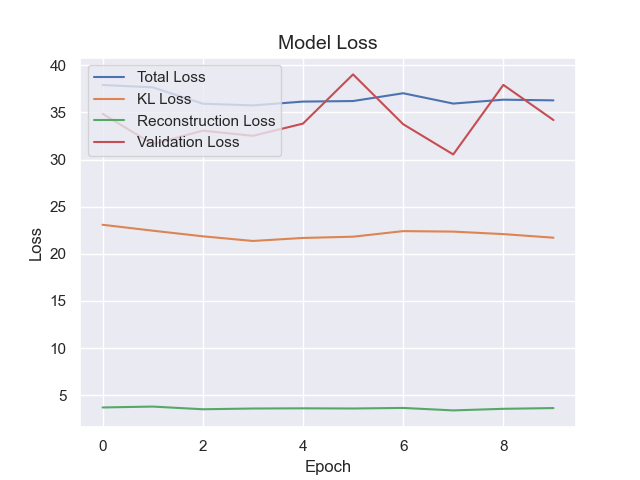 Model Loss
40
35
30
25
20
15
10
5
Loss
Total Loss
KL Loss
Reconstruction Loss
Validation Loss
0 2 4 6 8
Epoch